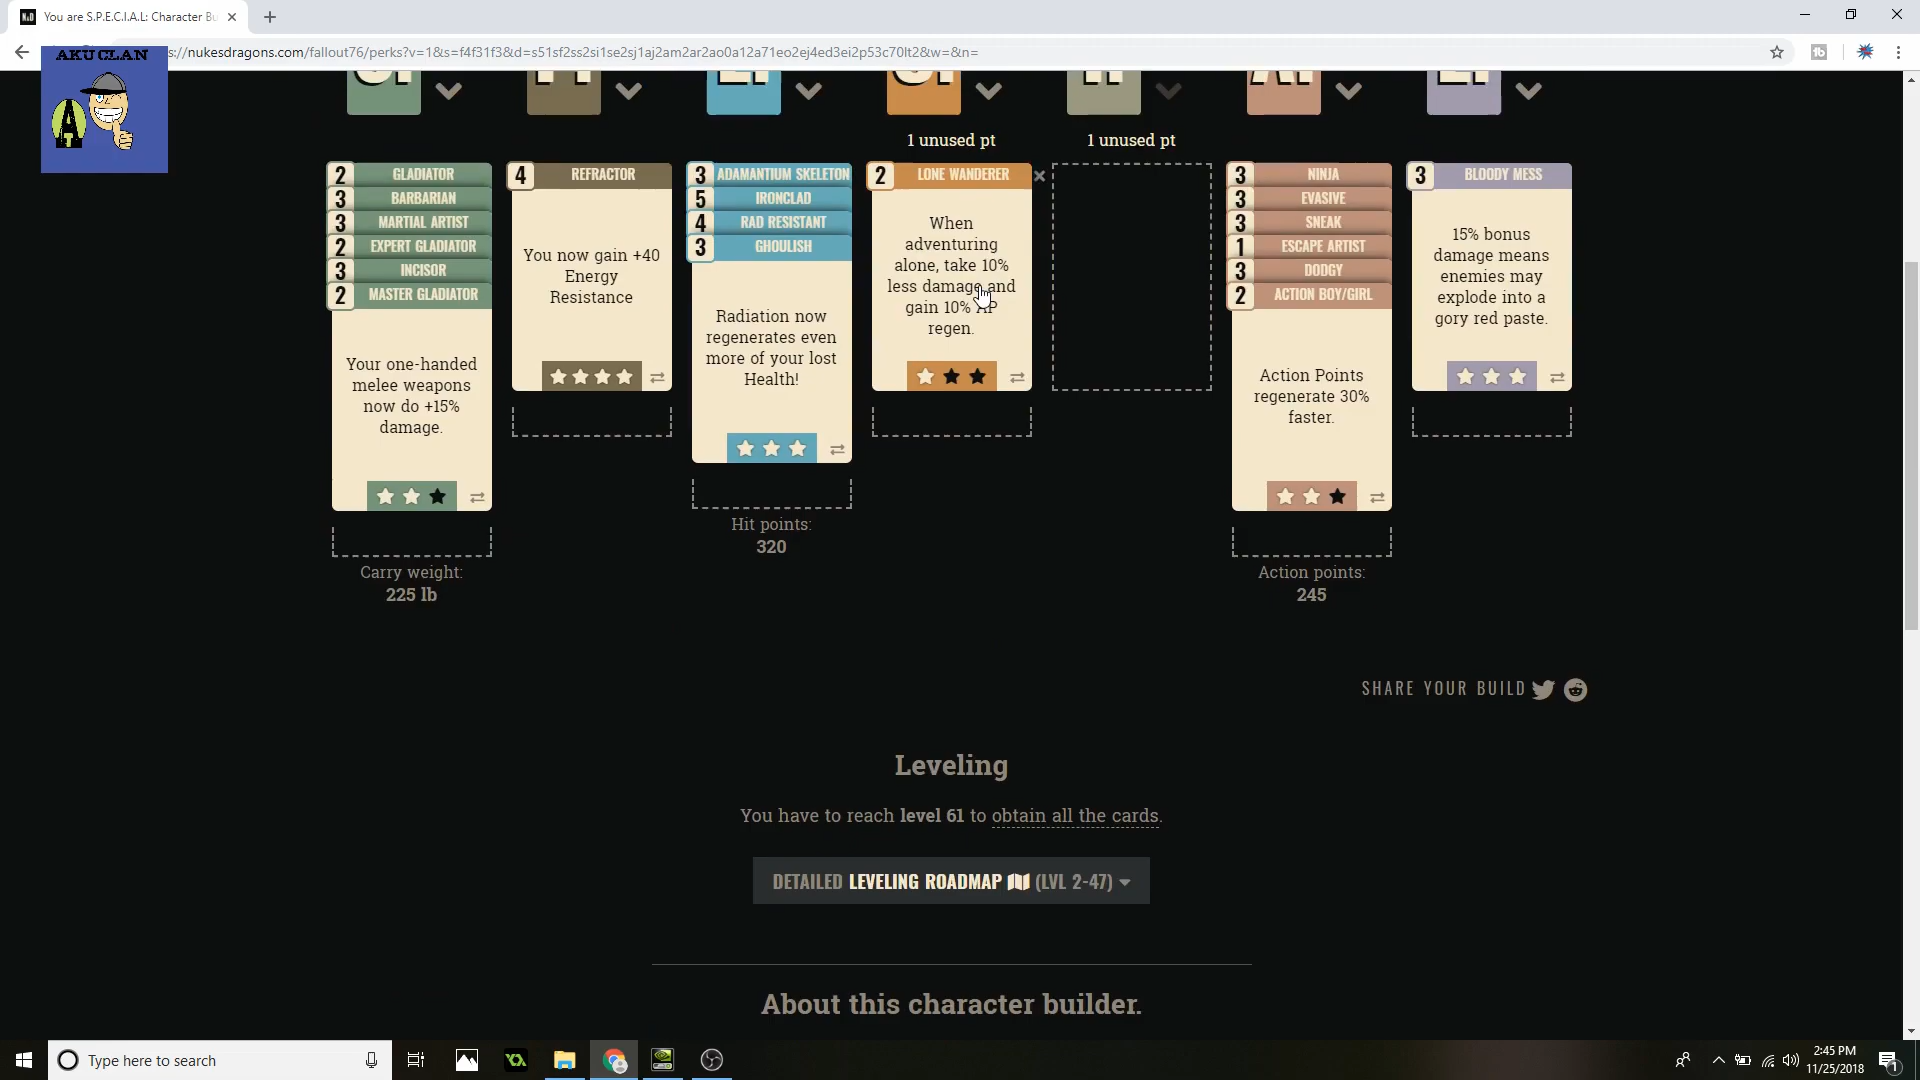 You are S.P.E.C.I.A.L: Character Bu
AKU CLAN
s://nukesdragons.com/fallout76/perks?v=1&s=f4f31f3&d=s51sf2ss2si1se2sj1aj2am2ar2ao0a12a71eo2ej4ed3ei2p53c70lt2&w=&n=
1 unused pt
1 unused pt
2 GLADIATOR
3 BARBARIAN
3 MARTIAL ARTIST
2 EXPERT GLADIATOR
3 INCISOR
2 MASTER GLADIATOR
Your one-handed
melee weapons
now do +15%
damage.
Carry weight:
225 lb
4 REFRACTOR
You now gain +40
Energy
Resistance
3 ADAMANTIUM SKELETON
5 IRONCLAD
4 RAD RESISTANT
3 GHOULISH
Radiation now
regenerates even
more of your lost
Health!
Hit points:
320
2 LONE WANDERER
When
adventuring
alone, take 10%
less damage and
gain 10% AP
regen.
3 NINJA
3 EVASIVE
3 SNEAK
1 ESCAPE ARTIST
3 DODGY
2 ACTION BOY/GIRL
Action Points
regenerate 30%
faster.
Action points:
245
3 BLOODY MESS
15% bonus
damage means
enemies may
explode into a
gory red paste.
SHARE YOUR BUILD
Leveling
You have to reach level 61 to obtain all the cards.
DETAILED LEVELING ROADMAP (LVL 2-47)
About this character builder.
Type here to search
2:45 PM
11/25/2018
1